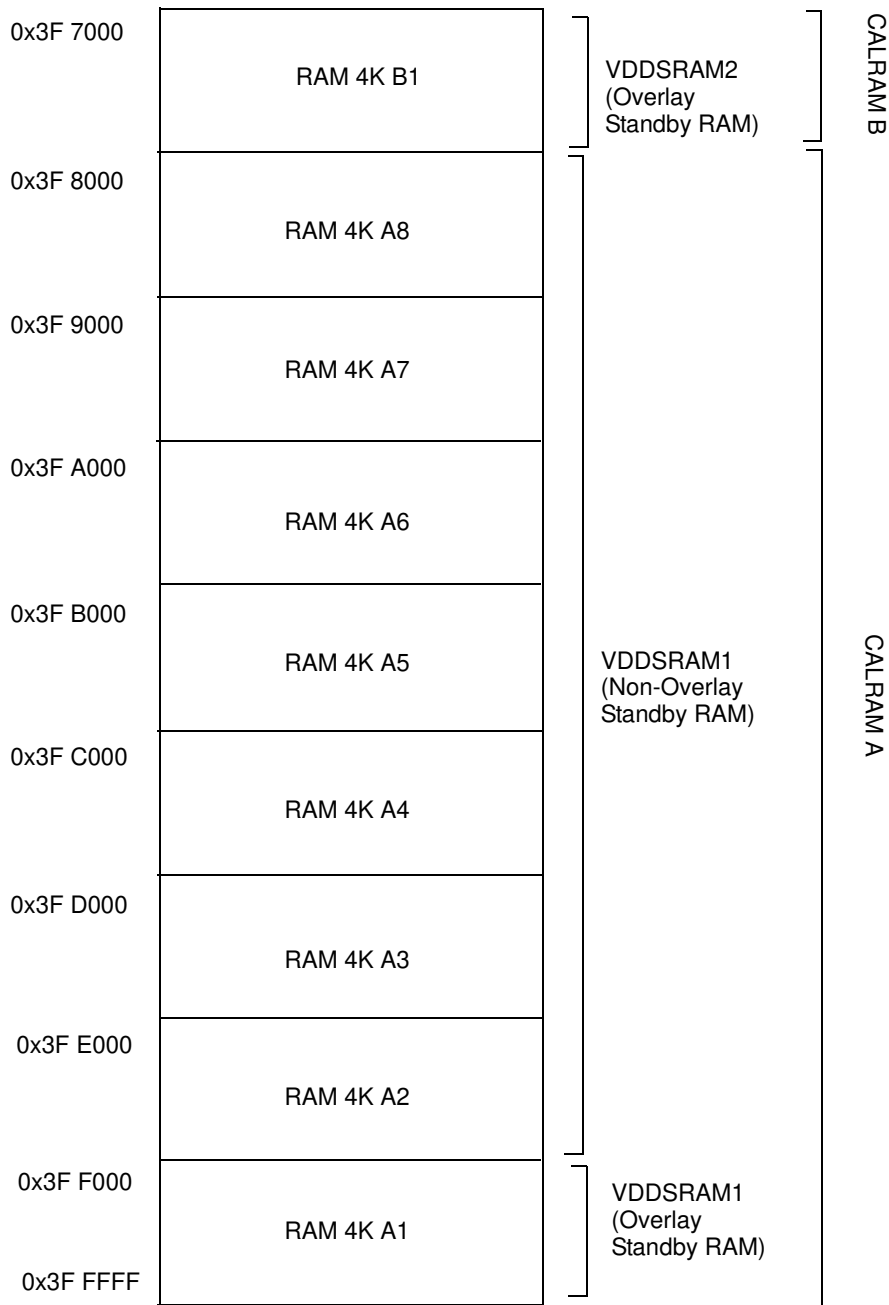 0x3F 7000
RAM 4K B1
VDDSRAM2
(Overlay
Standby RAM)
CALRAM B
0x3F 8000
RAM 4K A8
0x3F 9000
RAM 4K A7
0x3F A000
RAM 4K A6
0x3F B000
RAM 4K A5
VDDSRAM1
(Non-Overlay
Standby RAM)
CALRAM A
0x3F C000
RAM 4K A4
0x3F D000
RAM 4K A3
0x3F E000
RAM 4K A2
0x3F F000
RAM 4K A1
VDDSRAM1
(Overlay
Standby RAM)
0x3F FFFF